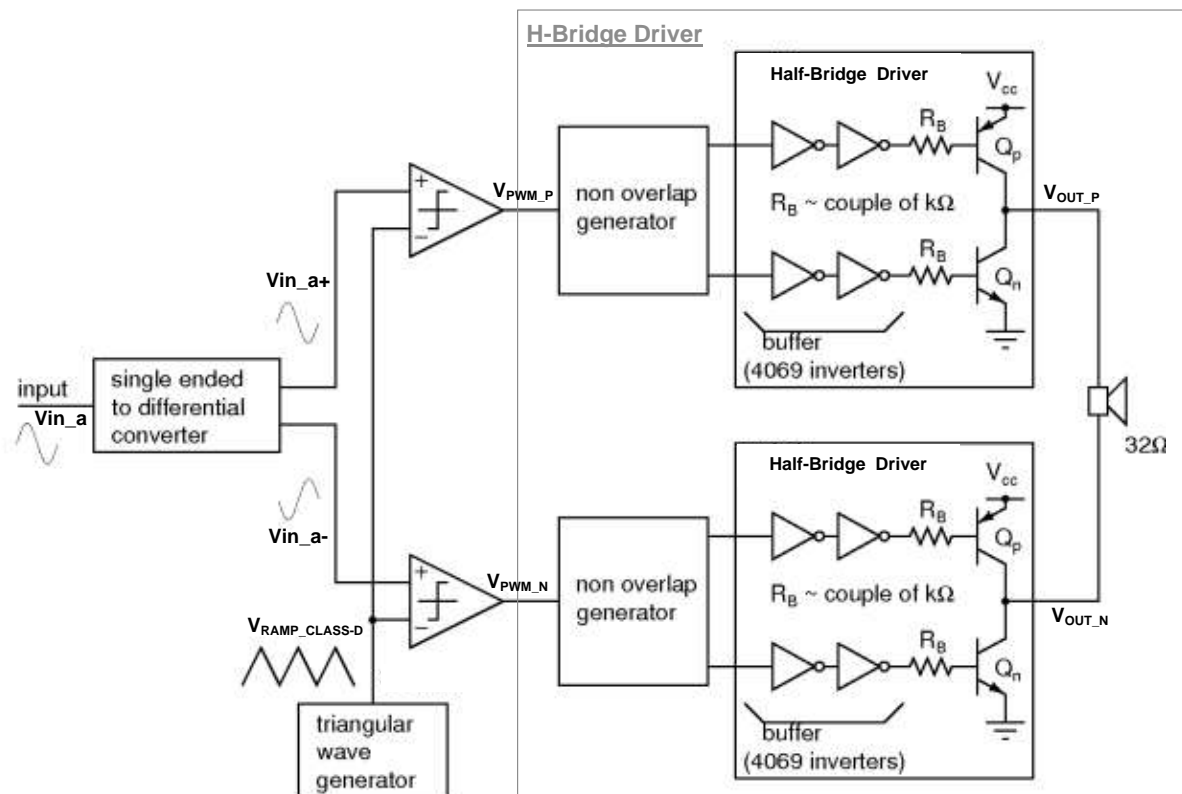 H-Bridge Driver
Half-Bridge Driver
V_cc
R_B
Q_p
V_PWM_P
non overlap
generator
R_B ~ couple of kΩ
V_OUT_P
R_B
Q_n
buffer
(4069 inverters)
+
−
Vin_a+
input
Vin_a
single ended
to differential
converter
32Ω
Vin_a-
Half-Bridge Driver
V_cc
R_B
Q_p
+
−
V_PWM_N
non overlap
generator
R_B ~ couple of kΩ
V_OUT_N
V_RAMP_CLASS-D
R_B
Q_n
buffer
(4069 inverters)
triangular
wave
generator